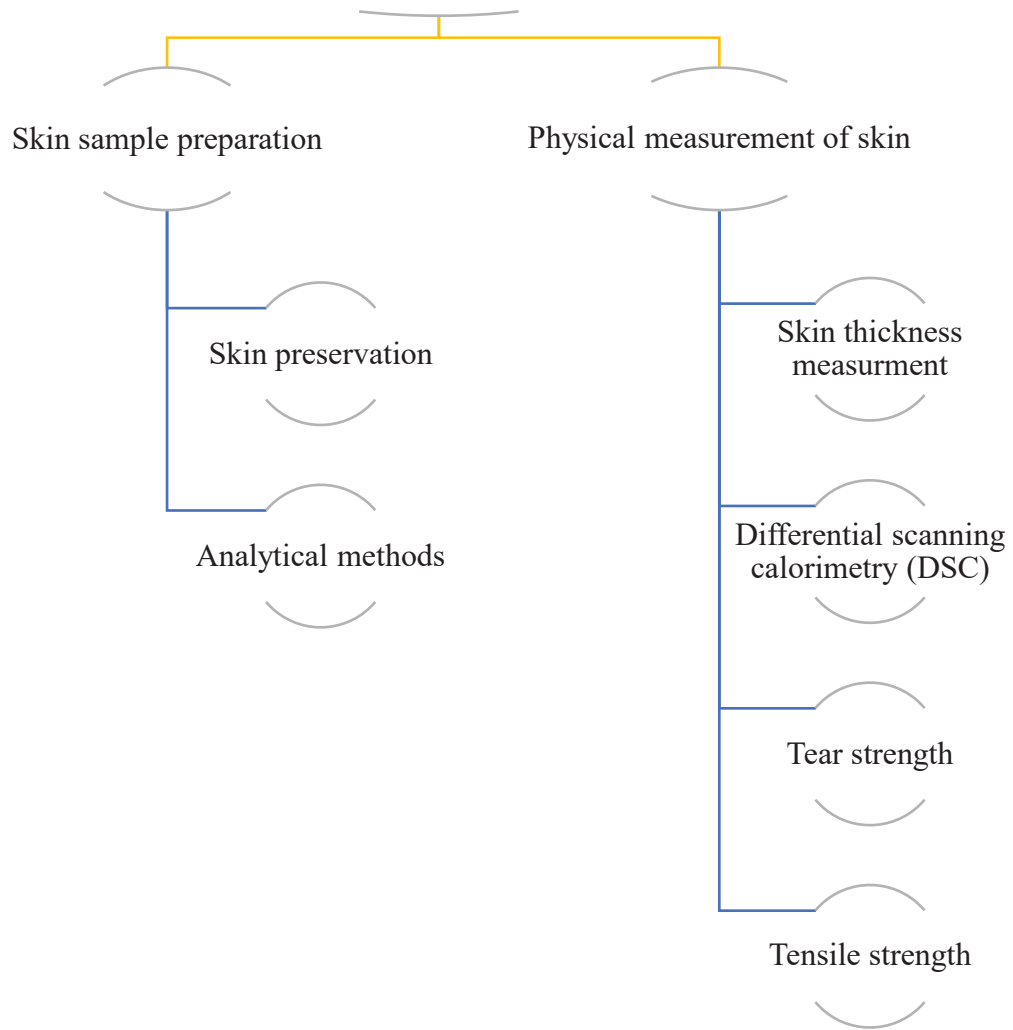 Skin sample preparation
Physical measurement of skin
Skin preservation
Analytical methods
Skin thickness
measurment
Differential scanning
calorimetry (DSC)
Tear strength
Tensile strength